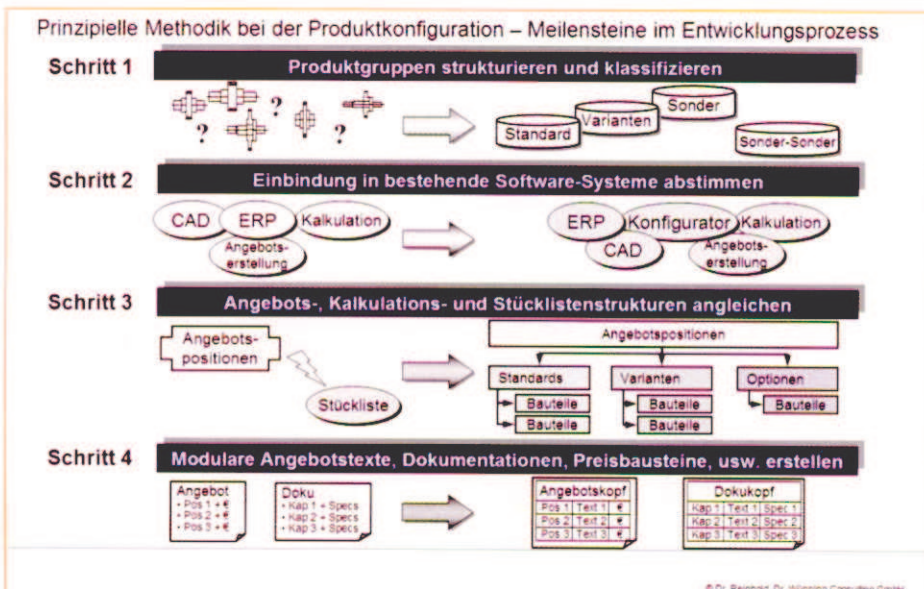 Prinzipielle Methodik bei der Produktkonfiguration – Meilensteine im Entwicklungsprozess
Schritt 1
Produktgruppen strukturieren und klassifizieren
? ? ?
Standard
Varianten
Sonder
Sonder-Sonder
Schritt 2
Einbindung in bestehende Software-Systeme abstimmen
CAD
ERP
Kalkulation
Angebots-
erstellung
ERP
Konfigurator
Kalkulation
CAD
Angebots-
erstellung
Schritt 3
Angebots-, Kalkulations- und Stücklistenstrukturen angleichen
Angebots-
positionen
Stückliste
Angebotspositionen
Standards
Varianten
Optionen
Bauteile
Bauteile
Bauteile
Bauteile
Bauteile
Schritt 4
Modulare Angebotstexte, Dokumentationen, Preisbausteine, usw. erstellen
Angebot
• Pos 1 + €
• Pos 2 + €
• Pos 3 + €
Doku
• Kap 1 + Specs
• Kap 2 + Specs
• Kap 3 + Specs
Angebotskopf
Pos 1 Text 1 €
Pos 2 Text 2 €
Pos 3 Text 3 €
Dokukopf
Kap 1 Text 1 Spec 1
Kap 2 Text 2 Spec 2
Kap 3 Text 3 Spec 3